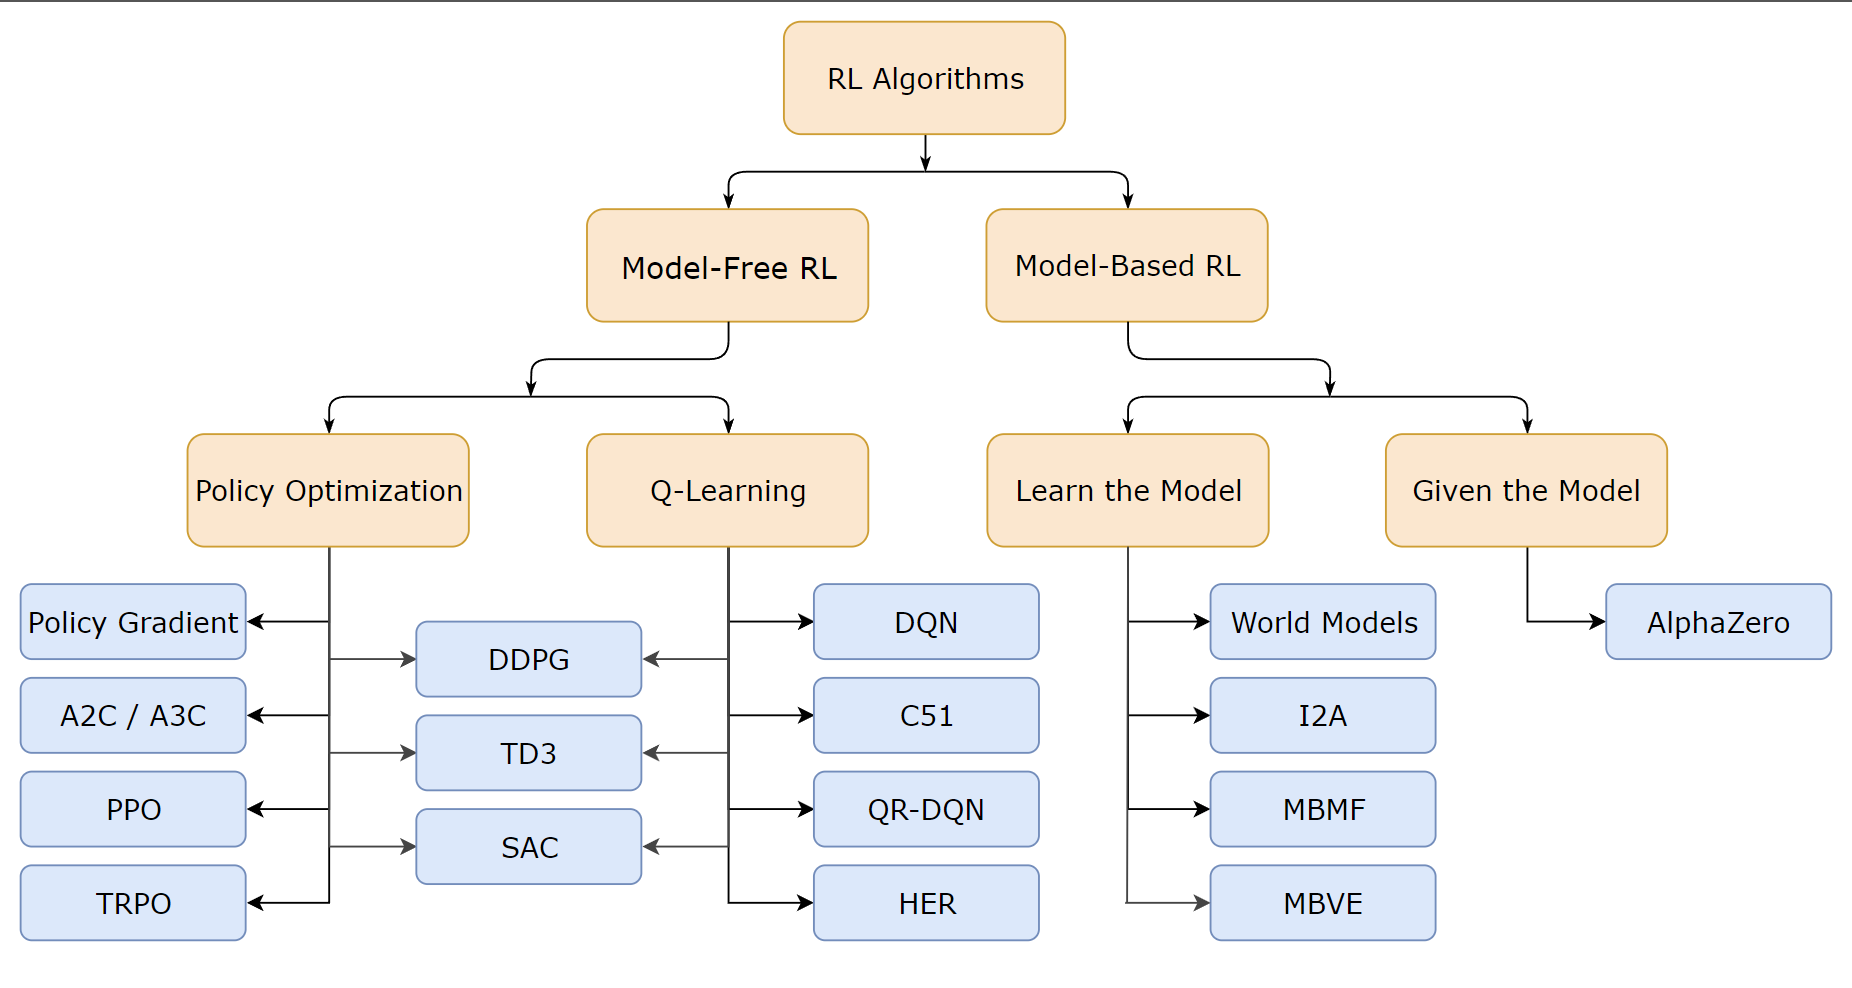 RL Algorithms
Model-Free RL
Model-Based RL
Policy Optimization
Q-Learning
Learn the Model
Given the Model
Policy Gradient
A2C / A3C
PPO
TRPO
DDPG
TD3
SAC
DQN
C51
QR-DQN
HER
World Models
I2A
MBMF
MBVE
AlphaZero